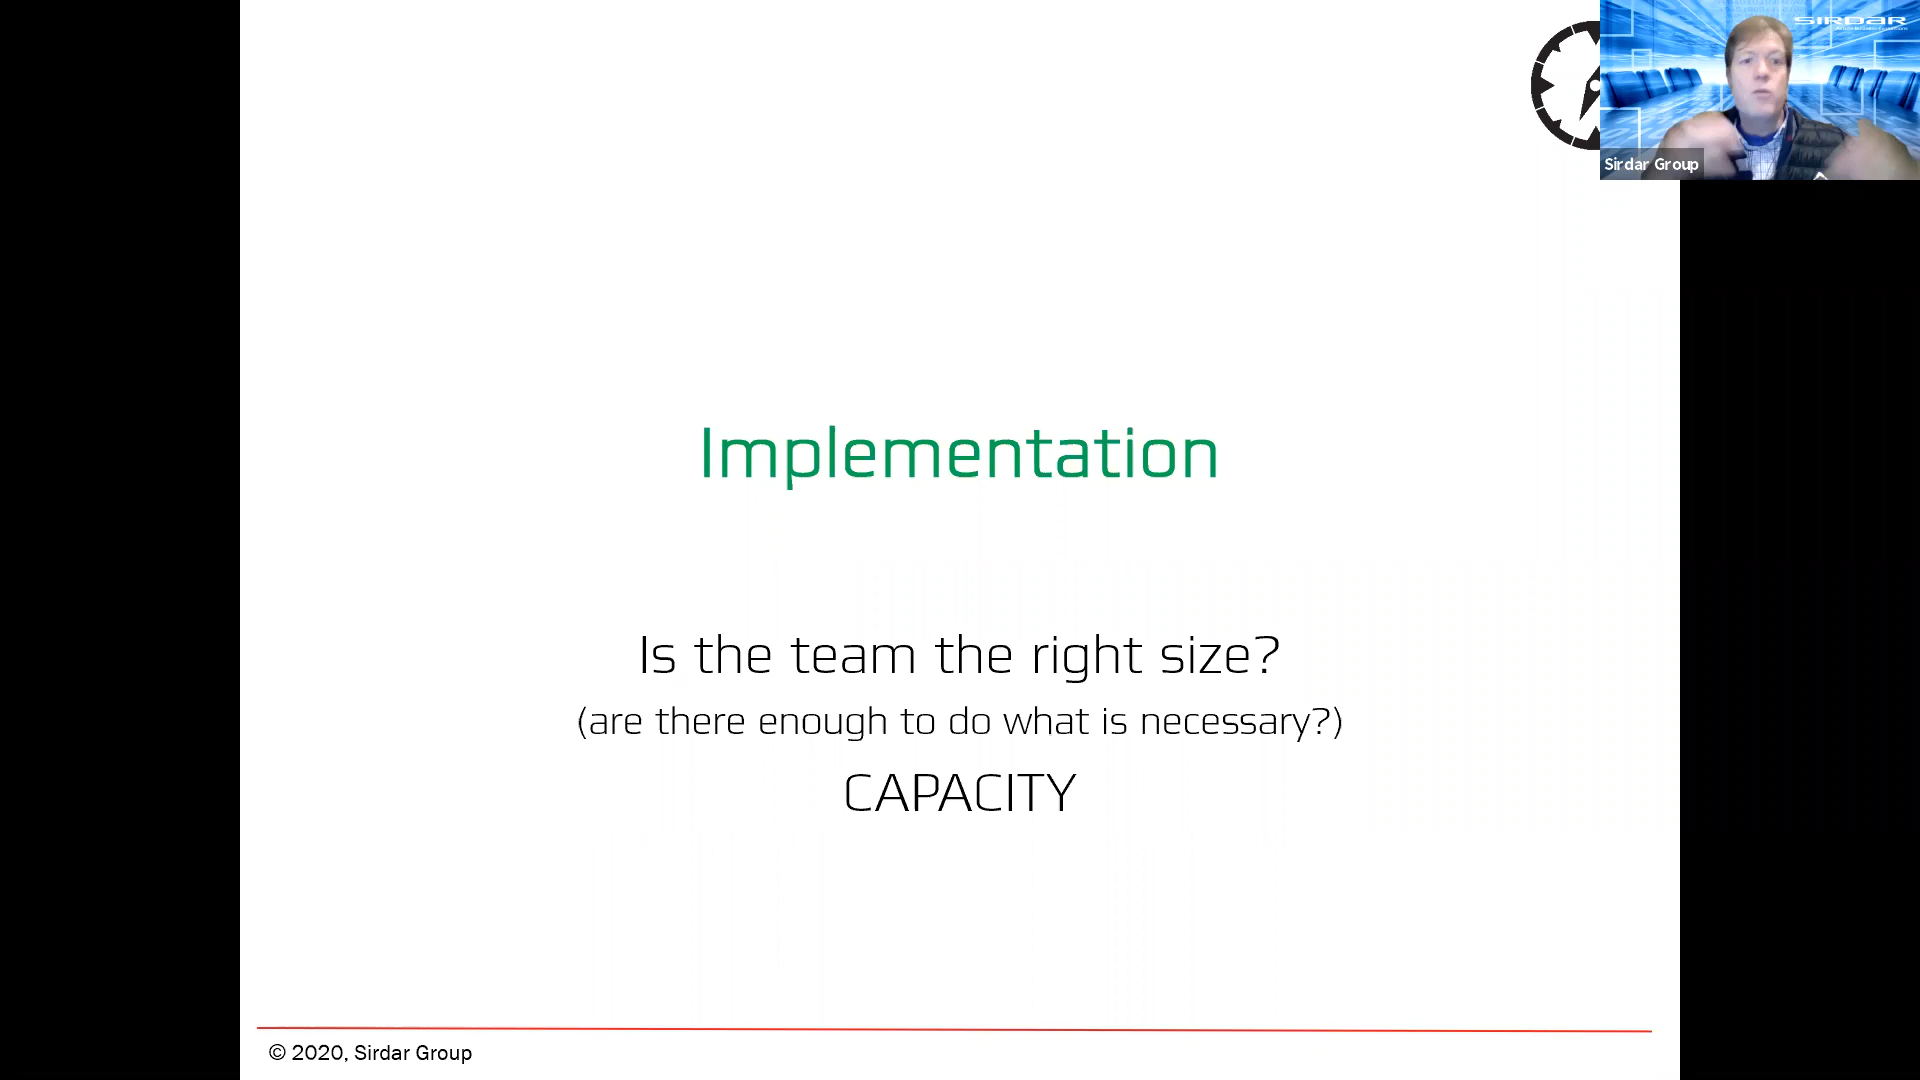 SIRDAR
Sirdar Group
Implementation
Is the team the right size?
(are there enough to do what is necessary?)
CAPACITY
© 2020, Sirdar Group